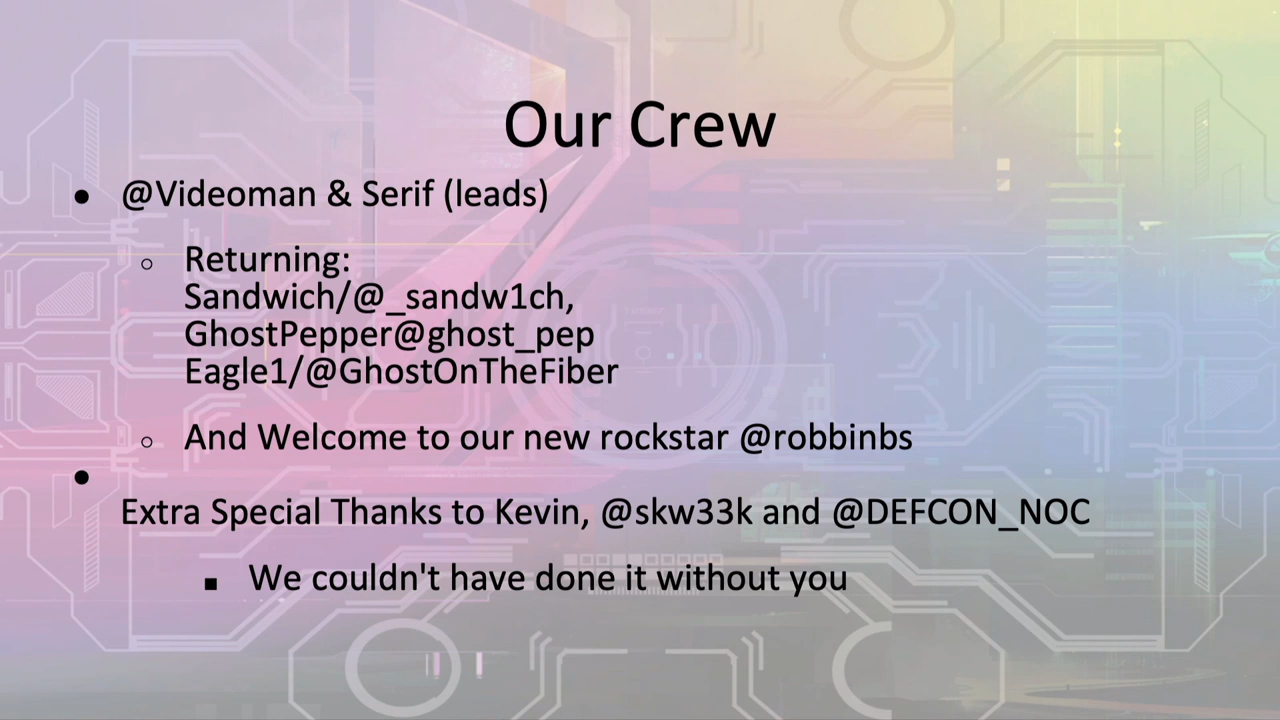 Our Crew
@Videoman & Serif (leads)
Returning:
Sandwich/@_sandw1ch,
GhostPepper@ghost_pep
Eagle1/@GhostOnTheFiber
And Welcome to our new rockstar @robbinbs
Extra Special Thanks to Kevin, @skw33k and @DEFCON_NOC
We couldn't have done it without you